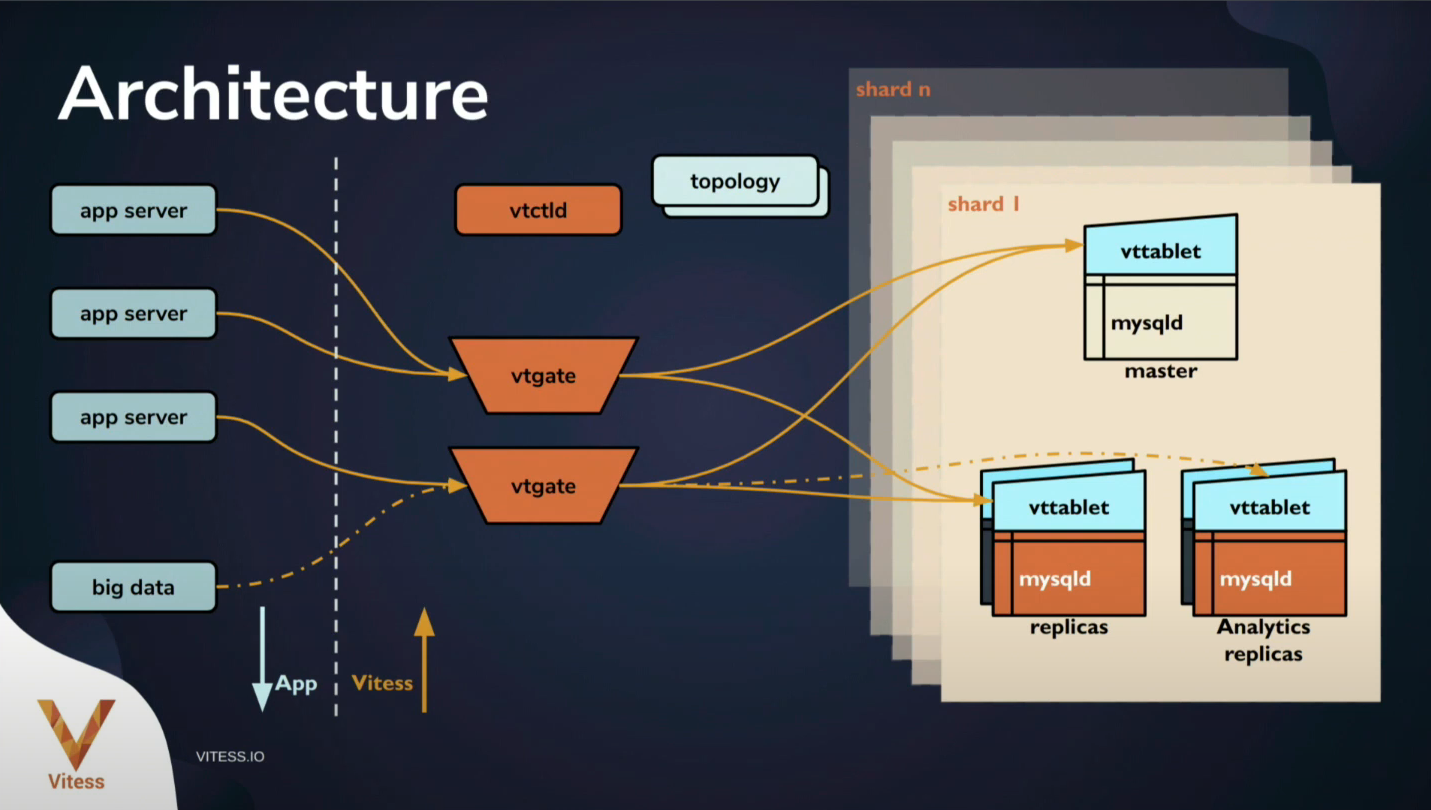 Architecture
shard n
shard 1
app server
app server
app server
big data
vtctld
topology
vtgate
vtgate
vttablet
mysqld
master
vttablet
mysqld
replicas
vttablet
mysqld
Analytics
replicas
App
Vitess
Vitess
VITESS.IO